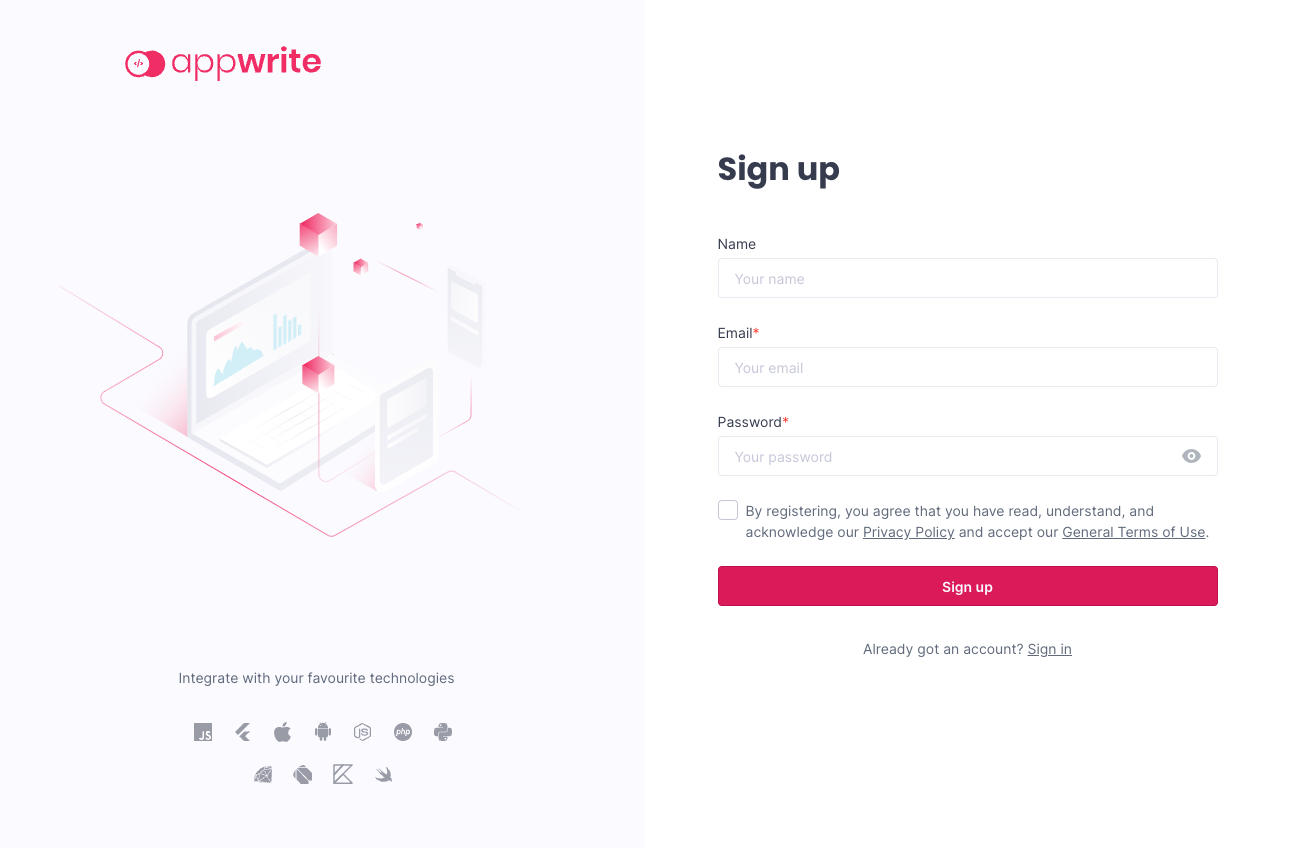 appwrite
Sign up
Name
Your name
Email*
Your email
Password*
Your password
By registering, you agree that you have read, understand, and
acknowledge our Privacy Policy and accept our General Terms of Use.
Sign up
Already got an account? Sign in
Integrate with your favourite technologies
JS
JS
php